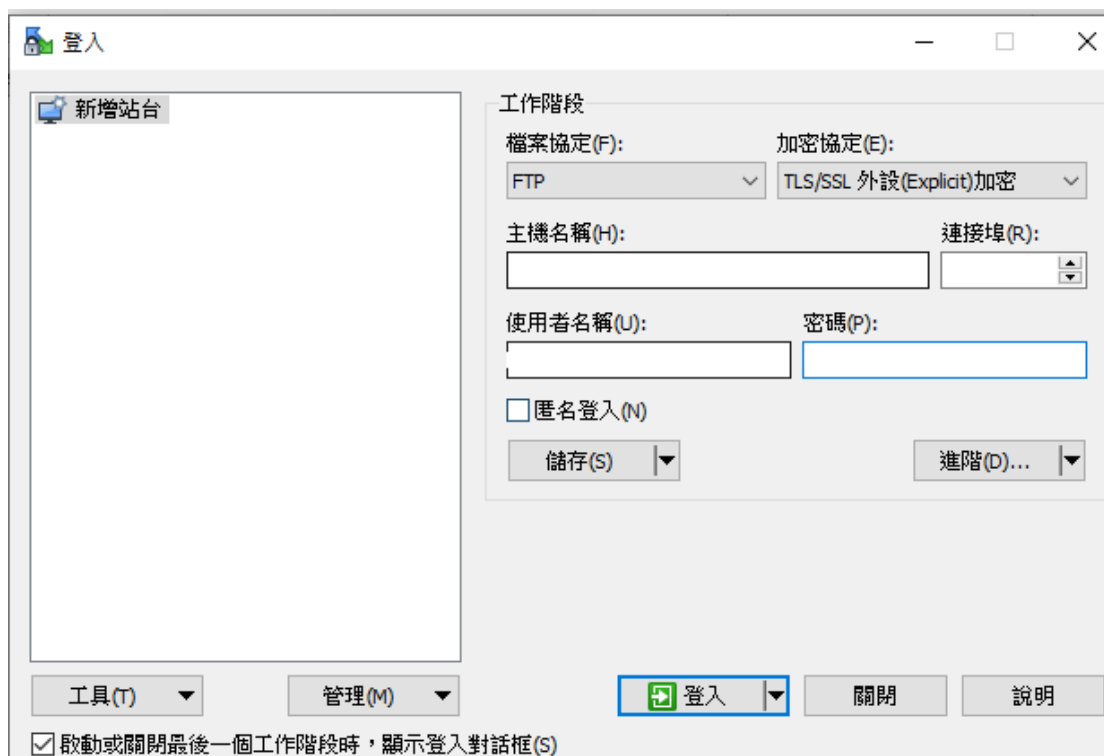 登入
新增站台
工作階段
檔案協定(F):
加密協定(E):
FTP
TLS/SSL 外設(Explicit)加密
主機名稱(H):
連接埠(R):
使用者名稱(U):
密碼(P):
匿名登入(N)
儲存(S)
進階(D)...
工具(T)
管理(M)
登入
關閉
說明
啟動或關閉最後一個工作階段時，顯示登入對話框(S)